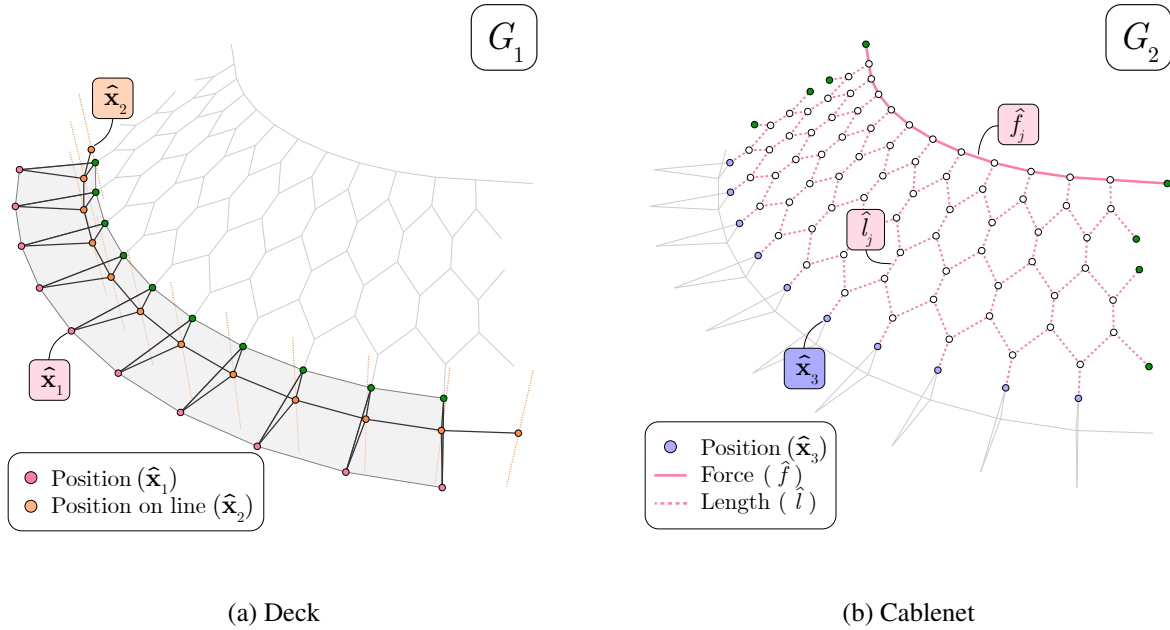 G₁
x̂₂
x̂₁
Position (x̂₁)
Position on line (x̂₂)
(a) Deck
G₂
f̂ⱼ
l̂ⱼ
x̂₃
Position (x̂₃)
Force ( f̂ )
Length ( l̂ )
(b) Cablenet